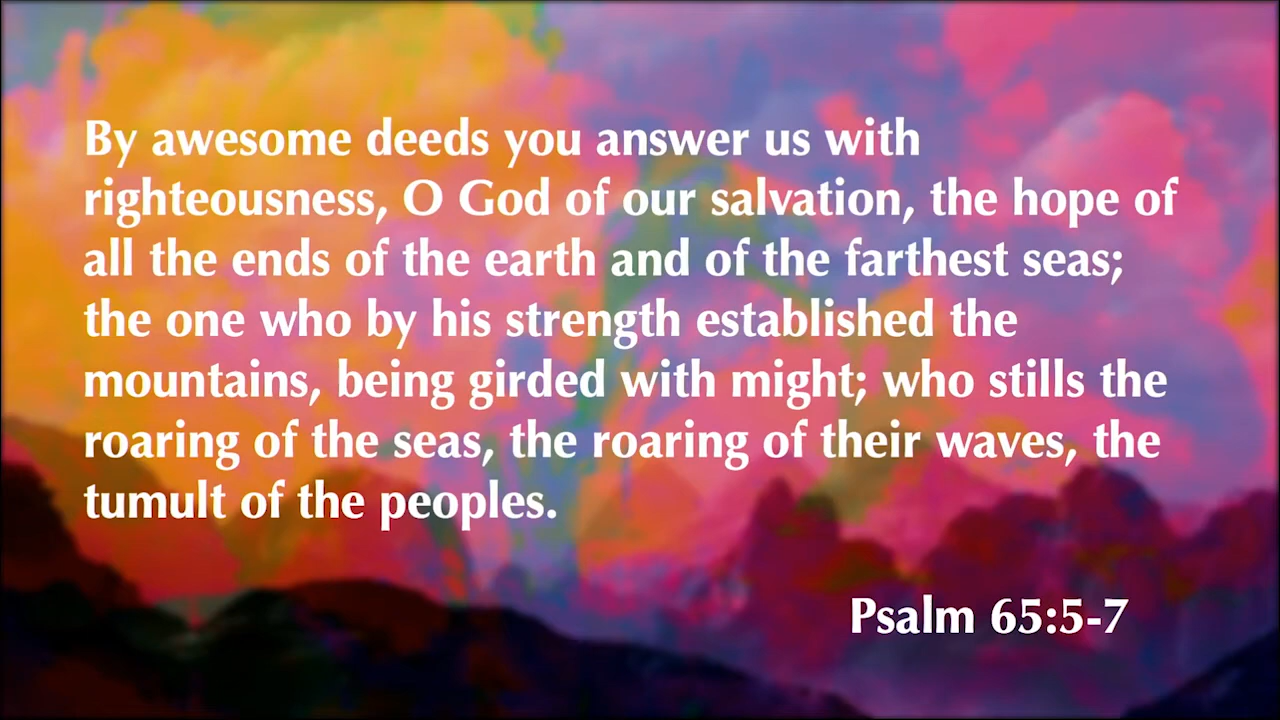 By awesome deeds you answer us with
righteousness, O God of our salvation, the hope of
all the ends of the earth and of the farthest seas;
the one who by his strength established the
mountains, being girded with might; who stills the
roaring of the seas, the roaring of their waves, the
tumult of the peoples.
Psalm 65:5-7